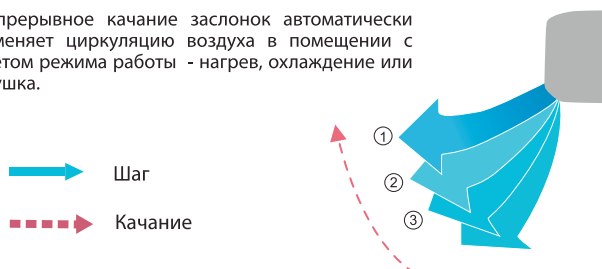 прерывное качание заслонок автоматически
меняет циркуляцию воздуха в помещении с
етом режима работы - нагрев, охлаждение или
ушка.
1
2
3
Шаг
Качание